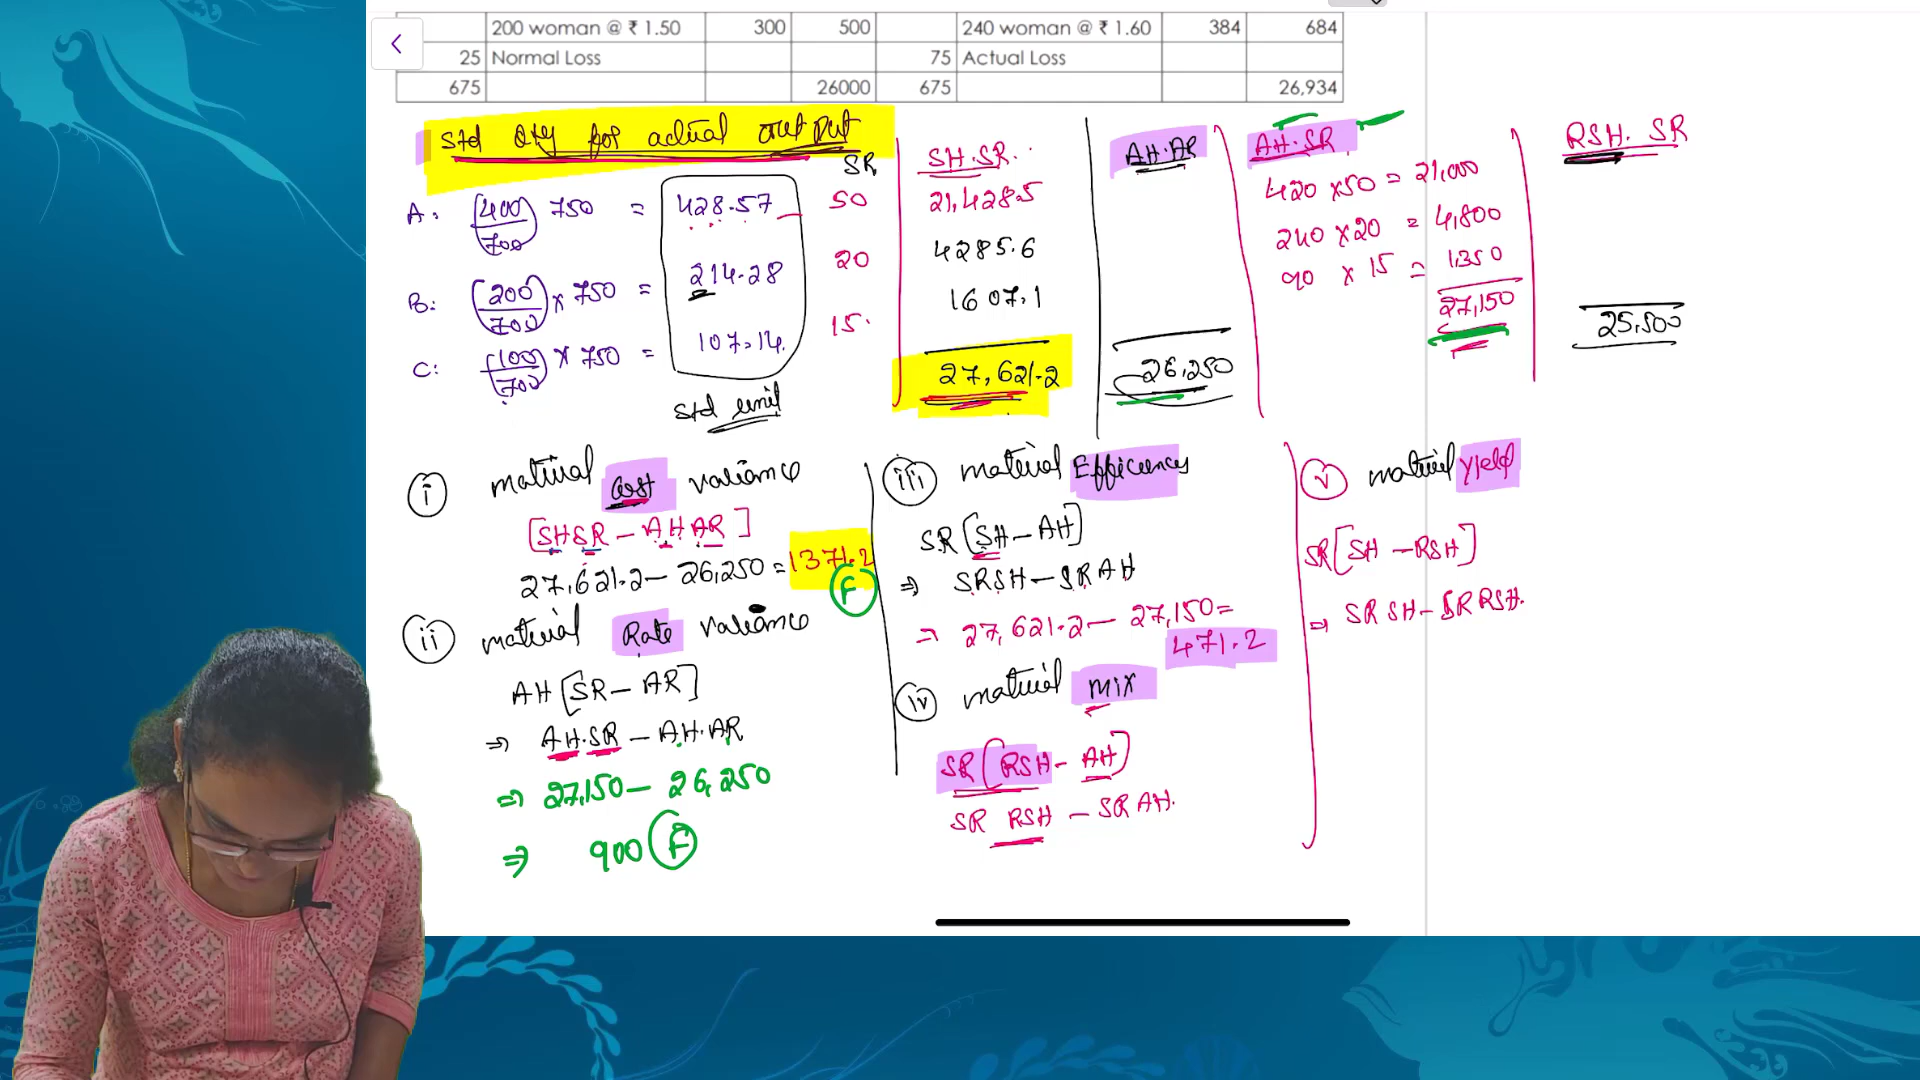 200 woman @ ₹ 1.50 300 500 240 woman @ ₹ 1.60 384 684
25 Normal Loss 75 Actual Loss
675 26000 675 26,934
Std Qty for actual out put
SR
A: (400/700) 750 = 428.57 50
B: (200/700) x 750 = 214.28 20
C: (100/700) x 750 = 107.14. 15.
Std unit
SH.SR.
21,428.5
4285.6
1607.1
27,621.2
AH.AR
26,250
AH.SR
420 x50 = 21,000
240 x20 = 4,800
90 x 15 = 1350
27,150
RSH. SR
25,500
i material cost variance
[SHSR - AHAR]
27,621.2 - 26,250 = 1371.2
F
ii material Rate variance
AH [SR - AR]
⇒ AH.SR - AH.AR
⇒ 27,150 - 26,250
⇒ 900 F
iii material Efficiency
SR [SH - AH]
⇒ SRSH - SRAH
⇒ 27,621.2 - 27,150 =
471.2
iv material mix
SR (RSH - AH)
SR RSH - SR AH.
v material Yield
SR [SH - RSH]
⇒ SR SH - SR RSH.